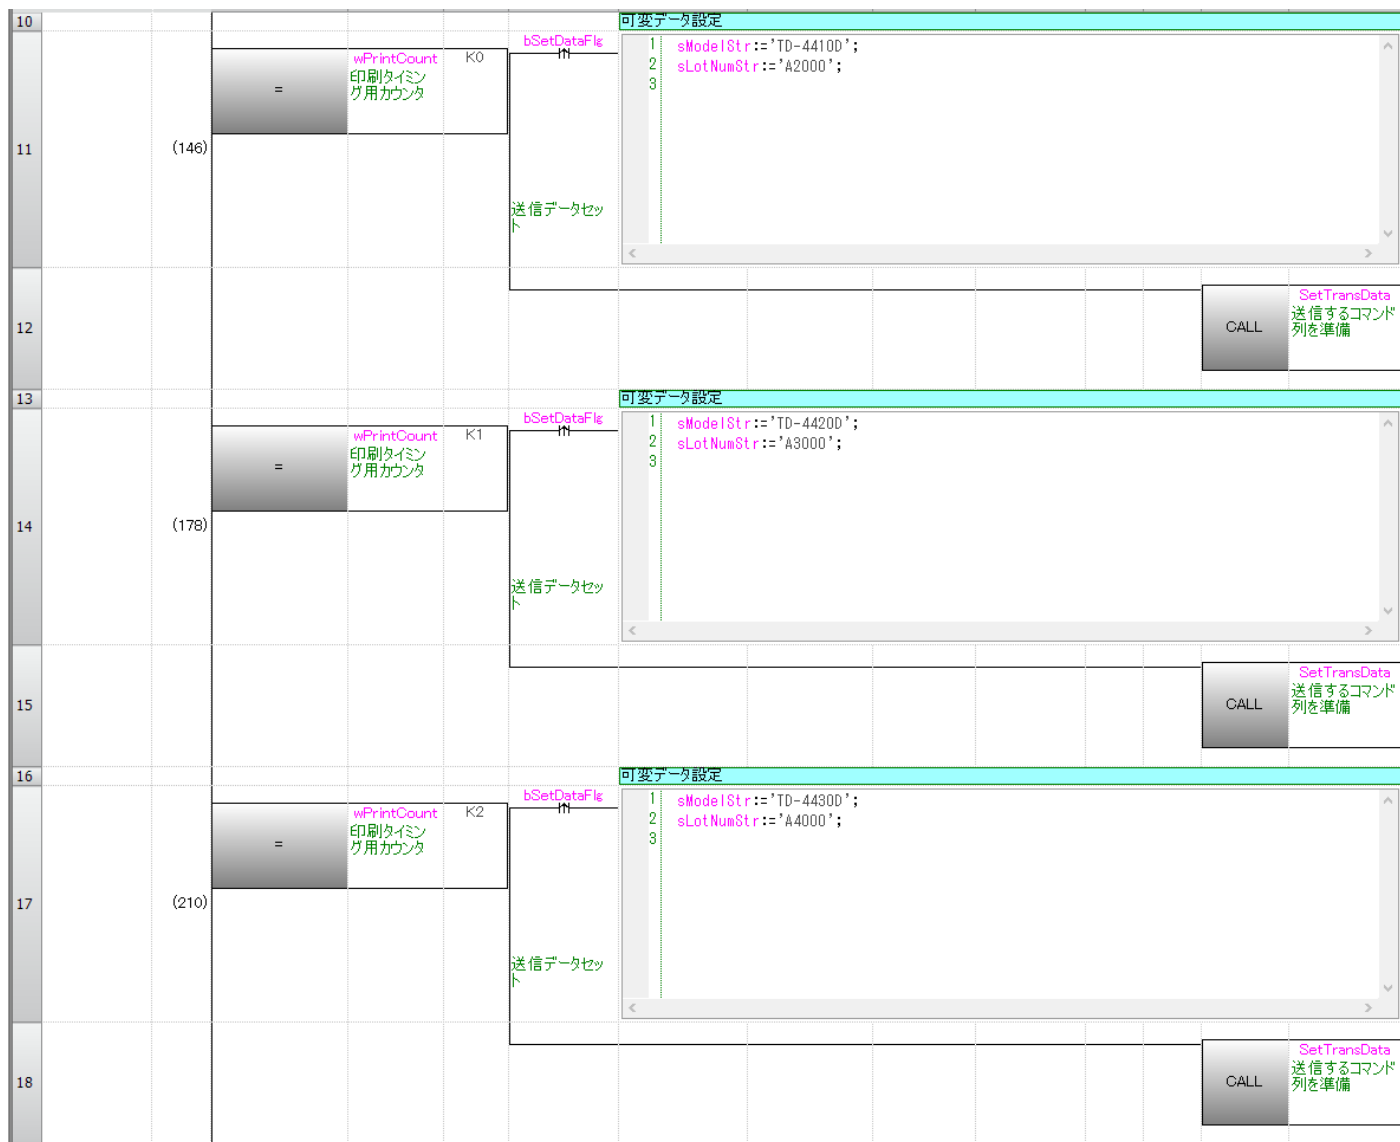 10
可変データ設定
11
(146)
=
wPrintCount
印刷タイミン
グ用カウンタ
K0
bSetDataFlg
送信データセッ
ト
1 sModelStr:='TD-4410D';
2 sLotNumStr:='A2000';
3
12
CALL
SetTransData
送信するコマンド
列を準備
13
可変データ設定
14
(178)
=
wPrintCount
印刷タイミン
グ用カウンタ
K1
bSetDataFlg
送信データセッ
ト
1 sModelStr:='TD-4420D';
2 sLotNumStr:='A3000';
3
15
CALL
SetTransData
送信するコマンド
列を準備
16
可変データ設定
17
(210)
=
wPrintCount
印刷タイミン
グ用カウンタ
K2
bSetDataFlg
送信データセッ
ト
1 sModelStr:='TD-4430D';
2 sLotNumStr:='A4000';
3
18
CALL
SetTransData
送信するコマンド
列を準備